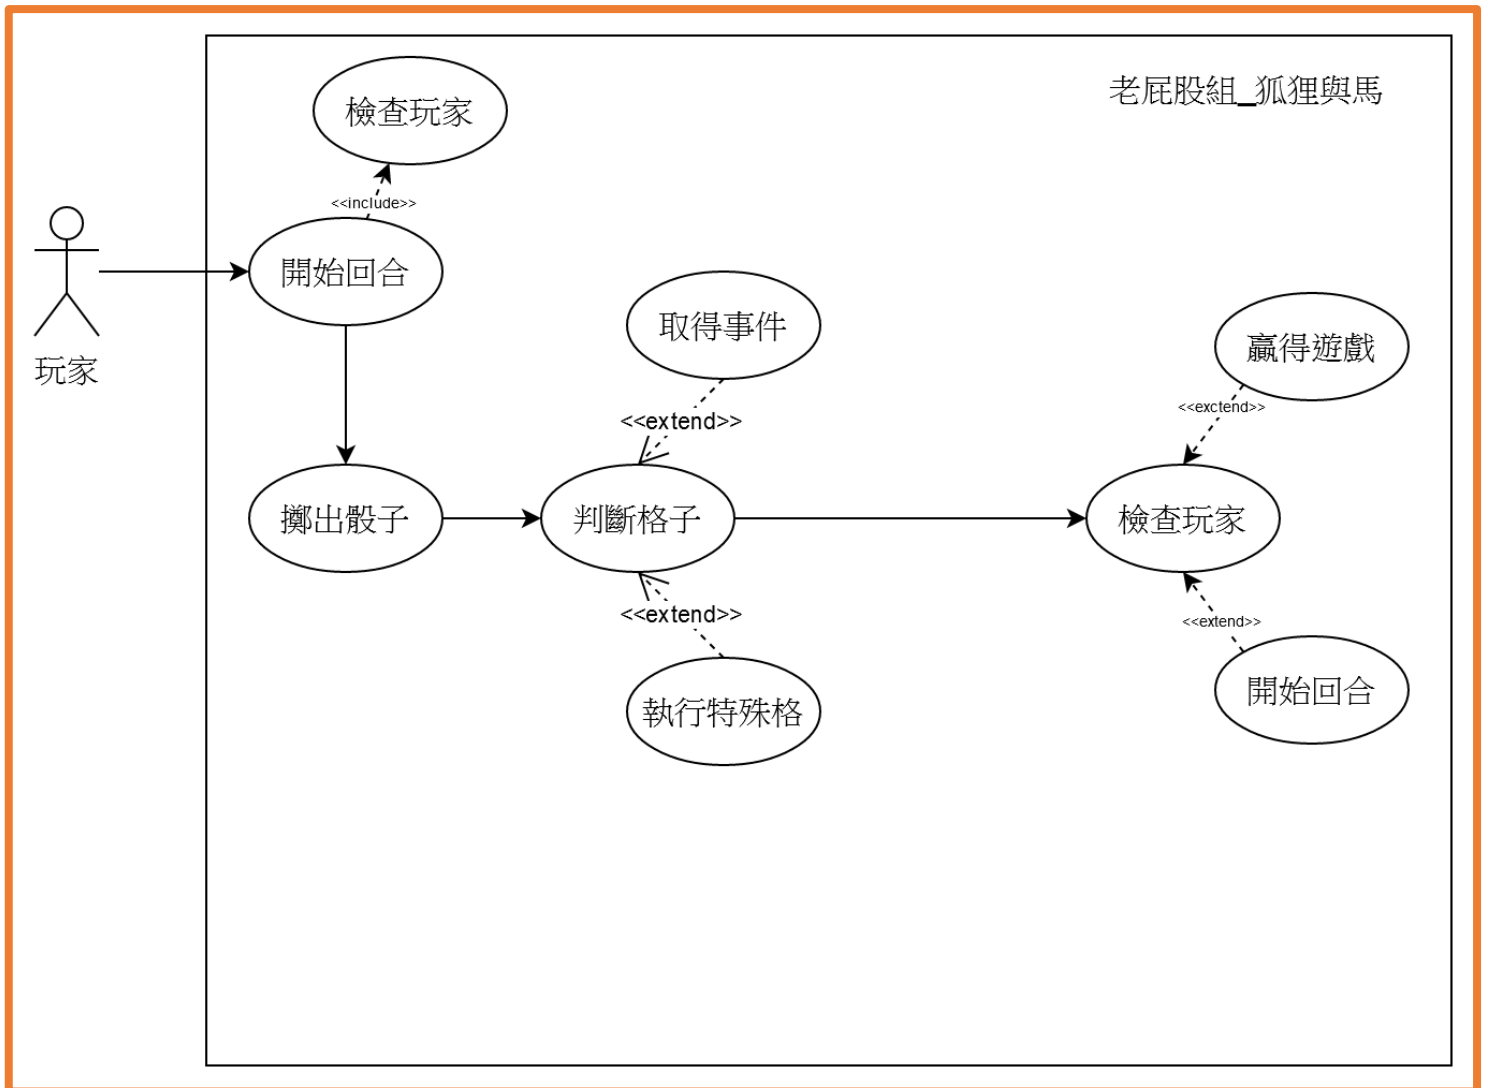 老屁股組_狐狸與馬
檢查玩家
<<include>>
開始回合
玩家
取得事件
<<extend>>
贏得遊戲
<<exctend>>
擲出骰子
判斷格子
檢查玩家
<<extend>>
執行特殊格
<<extend>>
開始回合